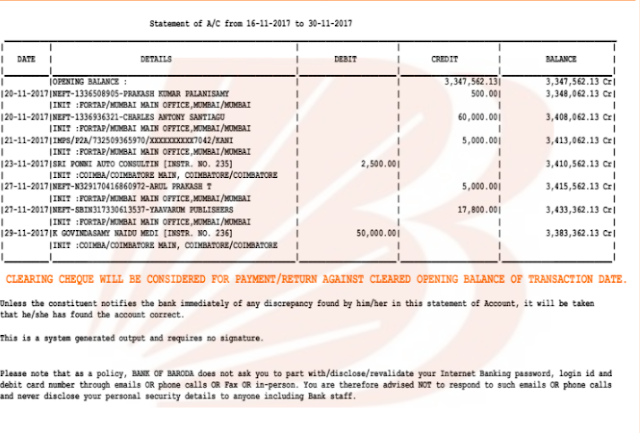 Statement of A/C from 16-11-2017 to 30-11-2017
DATE DETAILS DEBIT CREDIT BALANCE
OPENING BALANCE : 3,347,562.13 3,347,562.13 Cr
20-11-2017 NEFT-1336508905-PRAKASH KUMAR PALANISAMY 500.00 3,348,062.13 Cr
INIT :FORTAP/MUMBAI MAIN OFFICE,MUMBAI/MUMBAI
20-11-2017 NEFT-1336936321-CHARLES ANTONY SANTIAGU 60,000.00 3,408,062.13 Cr
INIT :FORTAP/MUMBAI MAIN OFFICE,MUMBAI/MUMBAI
21-11-2017 IMPS/P2A/732509365970/XXXXXXXXXX7042/KANI 5,000.00 3,413,062.13 Cr
INIT :FORTAP/MUMBAI MAIN OFFICE,MUMBAI/MUMBAI
23-11-2017 SRI PONNI AUTO CONSULTIN [INSTR. NO. 235] 2,500.00 3,410,562.13 Cr
INIT :COIMBA/COIMBATORE MAIN, COIMBATORE/COIMBATORE
27-11-2017 NEFT-N329170416860972-ARUL PRAKASH T 5,000.00 3,415,562.13 Cr
INIT :FORTAP/MUMBAI MAIN OFFICE,MUMBAI/MUMBAI
27-11-2017 NEFT-SBIN317330613537-YAAVARUM PUBLISHERS 17,800.00 3,433,362.13 Cr
INIT :FORTAP/MUMBAI MAIN OFFICE,MUMBAI/MUMBAI
29-11-2017 K GOVINDASAMY NAIDU MEDI [INSTR. NO. 236] 50,000.00 3,383,362.13 Cr
INIT :COIMBA/COIMBATORE MAIN, COIMBATORE/COIMBATORE
CLEARING CHEQUE WILL BE CONSIDERED FOR PAYMENT/RETURN AGAINST CLEARED OPENING BALANCE OF TRANSACTION DATE.
Unless the constituent notifies the bank immediately of any discrepancy found by him/her in this statement of Account, it will be taken
that he/she has found the account correct.
This is a system generated output and requires no signature.
Please note that as a policy, BANK OF BARODA does not ask you to part with/disclose/revalidate your Internet Banking password, login id and
debit card number through emails OR phone calls OR Fax OR in-person. You are therefore advised NOT to respond to such emails OR phone calls
and never disclose your personal security details to anyone including Bank staff.